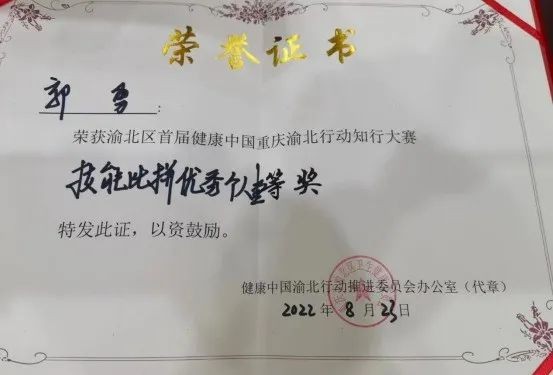 荣誉证书
郭勇:
荣获渝北区首届健康中国重庆渝北行动知行大赛
技能比拼优秀个人壹等奖
特发此证，以资鼓励。
健康中国渝北行动推进委员会办公室（代章）
2022年8月23日